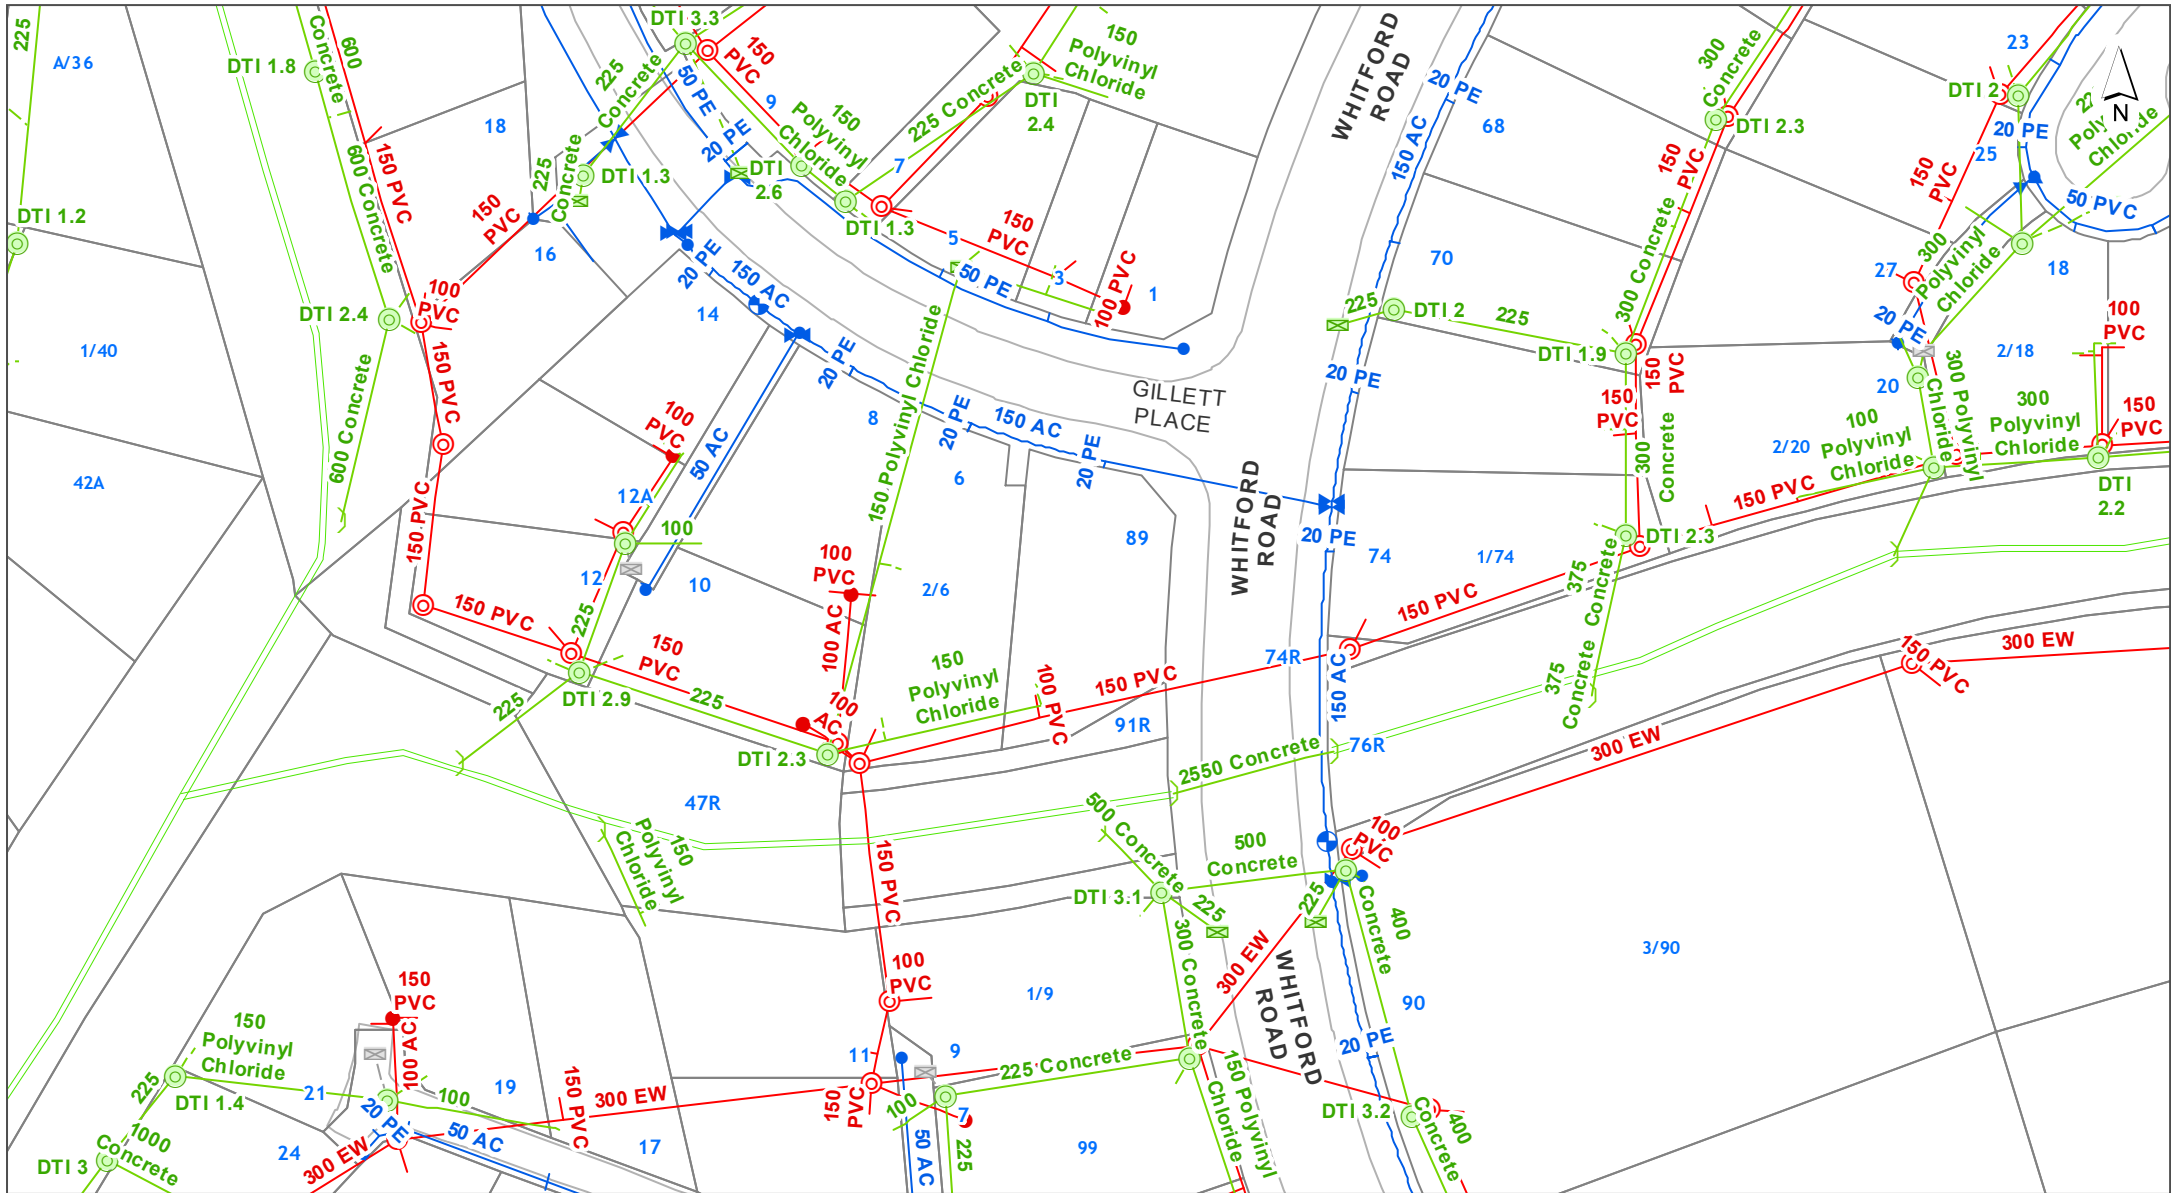 225
A/36
DTI 1.8
Concrete
600
DTI 3.3
150
PVC
225
Concrete
50 PE
9
150
Polyvinyl
Chloride
225 Concrete
150
Polyvinyl
Chloride
DTI
2.4
WHITFORD
ROAD
20 PE
68
300
Concrete
DTI 2.3
23
DTI 2
20 PE
25
N
Chloride
18
150 PVC
600 Concrete
225
Concrete
DTI 1.3
20 PE
DTI
2.6
7
DTI 1.3
150 AC
150
PVC
150
PVC
50 PVC
DTI 1.2
150
PVC
16
20 PE
150 AC
14
5
150
PVC
50 PE
3
100 PVC
1
70
300 Concrete
300
Polyvinyl
Chloride
27
18
DTI 2.4
100
PVC
1/40
150 PVC
600 Concrete
20 PE
150 Polyvinyl Chloride
225
DTI 2
225
DTI 1.9
150
PVC
20 PE
2/18
100
PVC
GILLETT
PLACE
20 PE
8
20 PE
150 AC
20 PE
6
100
PVC
50 AC
12A
150
PVC
300
Concrete
20
300 Polyvinyl
Chloride
2/20
100
Polyvinyl
Chloride
300
Polyvinyl
Chloride
150
PVC
DTI
2.2
42A
150 PVC
100
WHITFORD
ROAD
20 PE
89
74
1/74
DTI 2.3
150 PVC
12
10
225
100
PVC
2/6
100 AC
375
Concrete
150 PVC
150 PVC
150
PVC
DTI 2.9
225
225
100
AC
150
Polyvinyl
Chloride
100 PVC
150 PVC
74R
150 AC
375
Concrete
150 PVC
300 EW
DTI 2.3
91R
76R
2550 Concrete
300 EW
47R
150
Polyvinyl
Chloride
150 PVC
500 Concrete
500
Concrete
100
PVC
DTI 3.1
225
225
400
Concrete
300 Concrete
300 EW
WHITFORD
ROAD
3/90
90
150
PVC
100
PVC
1/9
100 AC
150
Polyvinyl
Chloride
225
DTI 1.4
21
20 PE
100
19
150 PVC
300 EW
11
150
PVC
9
225 Concrete
100
7
225
50 AC
150 Polyvinyl
Chloride
20 PE
DTI 3.2
400
Concrete
1000
Concrete
DTI 3
24
300 EW
50 AC
17
99